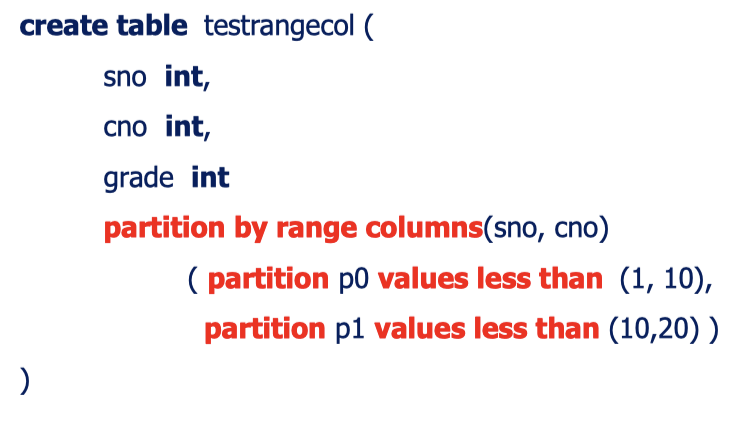 create table testrangecol (
sno int,
cno int,
grade int
partition by range columns(sno, cno)
( partition p0 values less than (1, 10),
partition p1 values less than (10,20) )
)